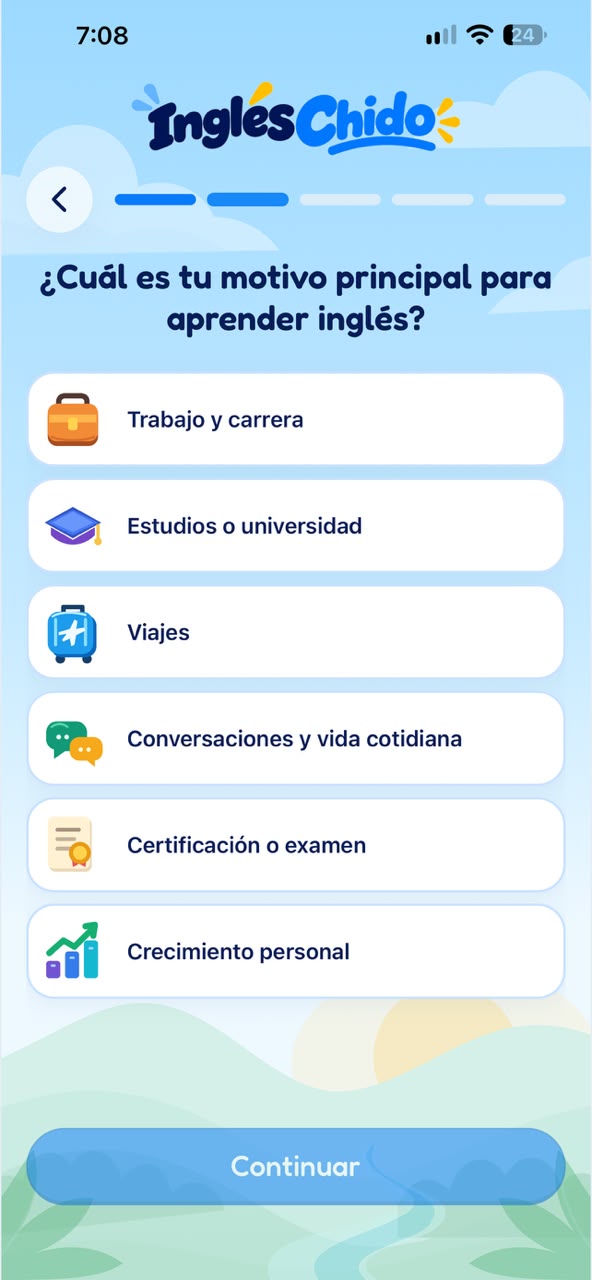 7:08
24
InglésChido
¿Cuál es tu motivo principal para
aprender inglés?
Trabajo y carrera
Estudios o universidad
Viajes
Conversaciones y vida cotidiana
Certificación o examen
Crecimiento personal
Continuar